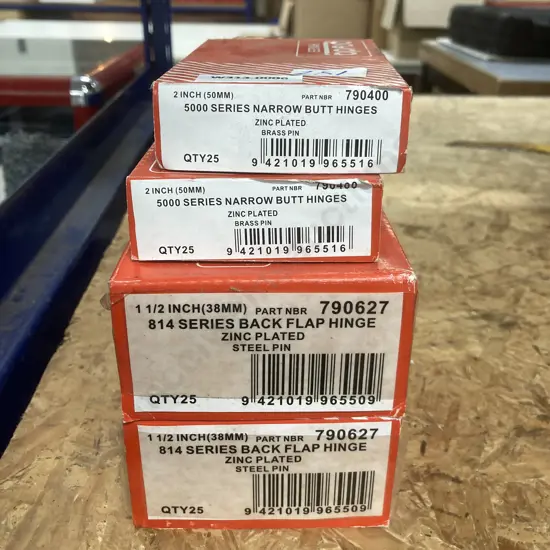 2 INCH (50MM) PART NBR 790400
5000 SERIES NARROW BUTT HINGES
ZINC PLATED
BRASS PIN
QTY25
9 421019 965516
2 INCH (50MM) PART NBR 790400
5000 SERIES NARROW BUTT HINGES
ZINC PLATED
BRASS PIN
QTY25
9 421019 965516
1 1/2 INCH(38MM) PART NBR 790627
814 SERIES BACK FLAP HINGE
ZINC PLATED
STEEL PIN
QTY25
9 421019 965509
1 1/2 INCH(38MM) PART NBR 790627
814 SERIES BACK FLAP HINGE
ZINC PLATED
STEEL PIN
QTY25
9 421019 965509